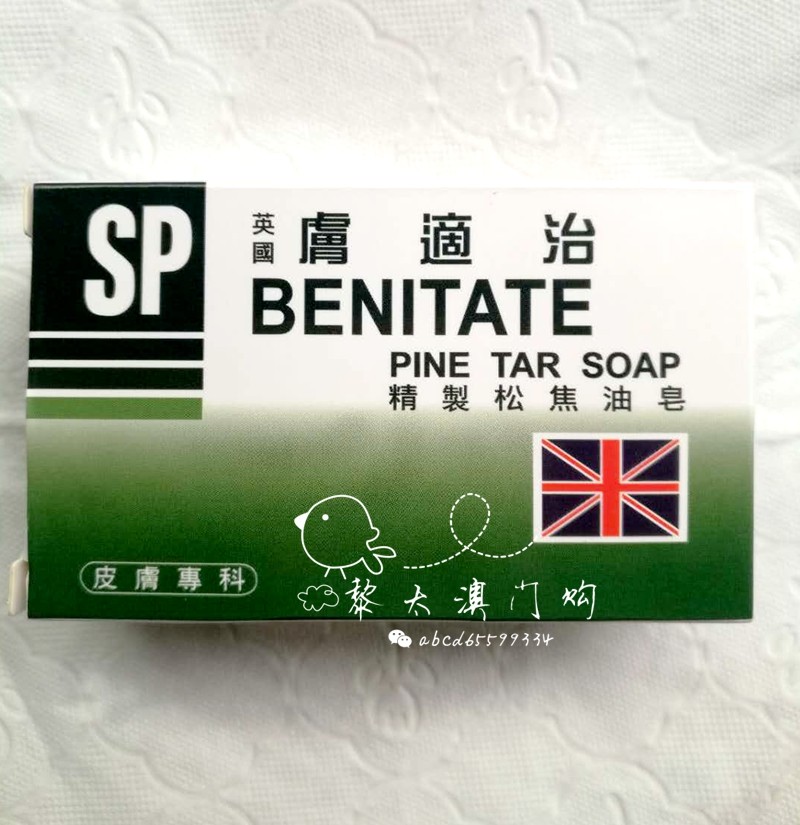 SP
英國
膚適治
BENITATE
PINE TAR SOAP
精製松焦油皂
皮膚專科
黎太澳门购
abcd65599334